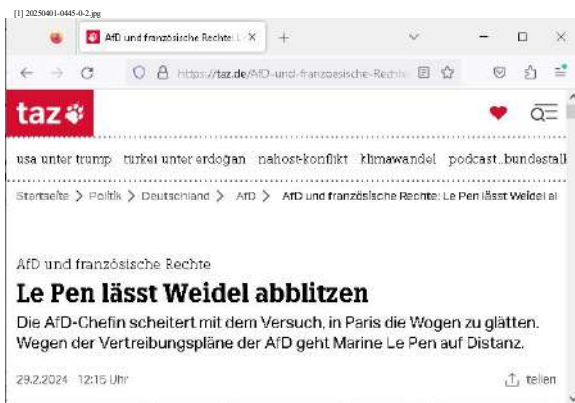 [1] 20250401-0445-0-2.jpg
AfD und französische Rechte: L
https://taz.de/AfD-und-franzoesische-Rechte
taz
usa unter trump türkei unter erdoğan nahost-konflikt klimawandel podcast „bundestalk
Startseite > Politik > Deutschland > AfD > AfD und französische Rechte: Le Pen lässt Weidel ab
AfD und französische Rechte
Le Pen lässt Weidel abblitzen
Die AfD-Chefin scheitert mit dem Versuch, in Paris die Wogen zu glätten.
Wegen der Vertreibungspläne der AfD geht Marine Le Pen auf Distanz.
29.2.2024 12:15 Uhr
teilen